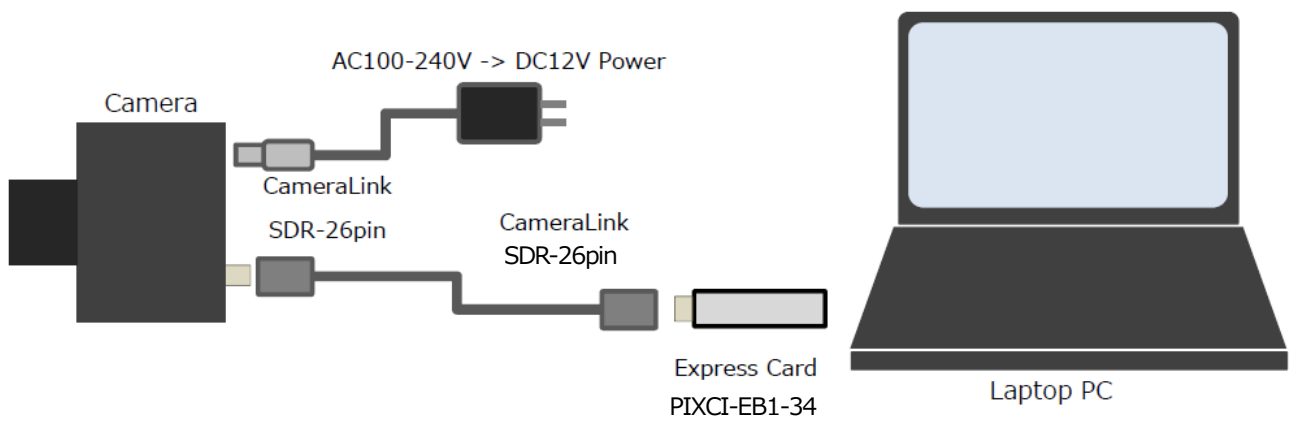 AC100-240V -> DC12V Power
Camera
CameraLink
SDR-26pin
CameraLink
SDR-26pin
Express Card
PIXCI-EB1-34
Laptop PC